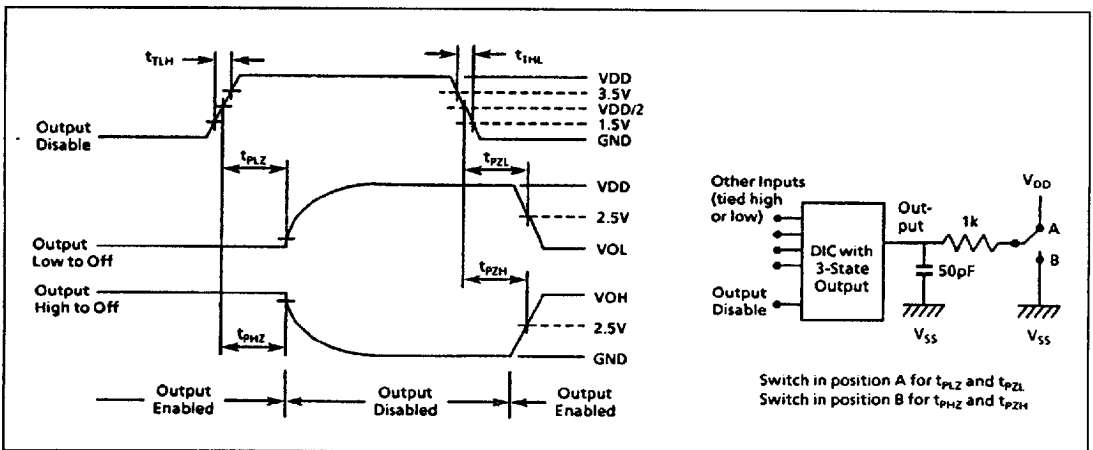 tTLH
tTHL
VDD
3.5V
VDD/2
1.5V
GND
Output
Disable
tPLZ
tPZL
VDD
2.5V
VOL
Output
Low to Off
Output
High to Off
tPZH
VOH
2.5V
GND
tPHZ
Output
Enabled
Output
Disabled
Output
Enabled
Other Inputs
(tied high
or low)
Out-
put
1k
VDD
A
B
DIC with
3-State
Output
50pF
Output
Disable
VSS
VSS
Switch in position A for tPLZ and tPZL
Switch in position B for tPHZ and tPZH